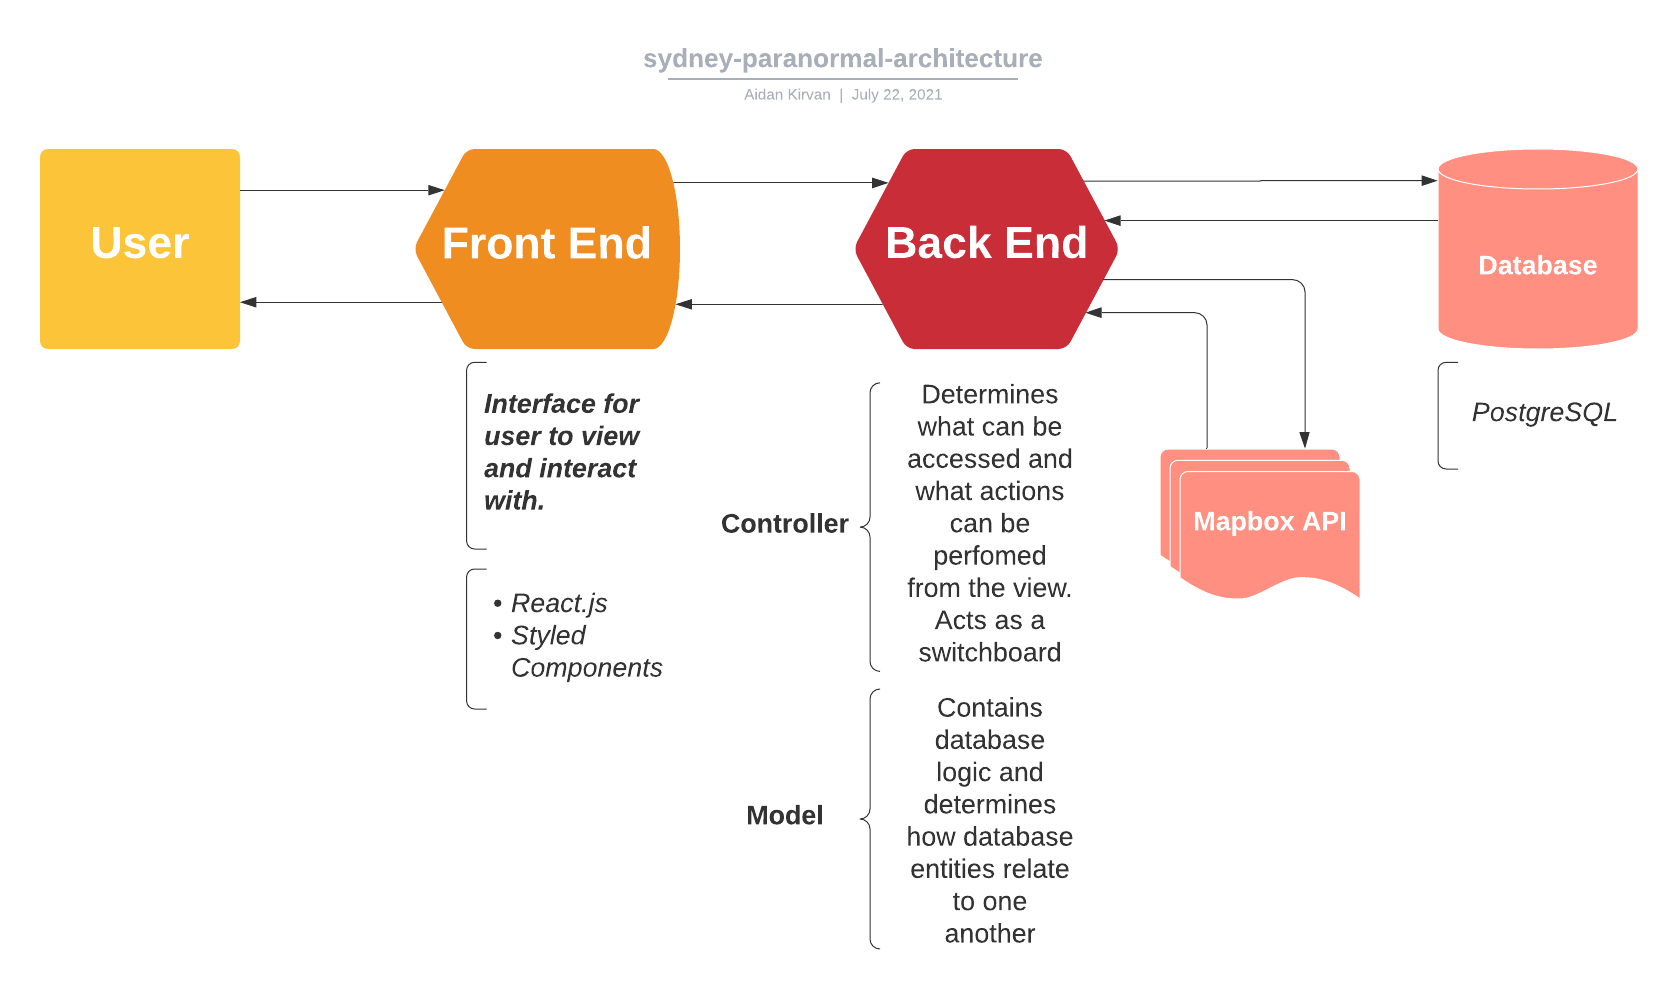 sydney-paranormal-architecture
Aidan Kirvan | July 22, 2021
User
Front End
Back End
Database
Interface for
user to view
and interact
with.
• React.js
• Styled
Components
Controller
Determines
what can be
accessed and
what actions
can be
perfomed
from the view.
Acts as a
switchboard
Model
Contains
database
logic and
determines
how database
entities relate
to one
another
Mapbox API
PostgreSQL